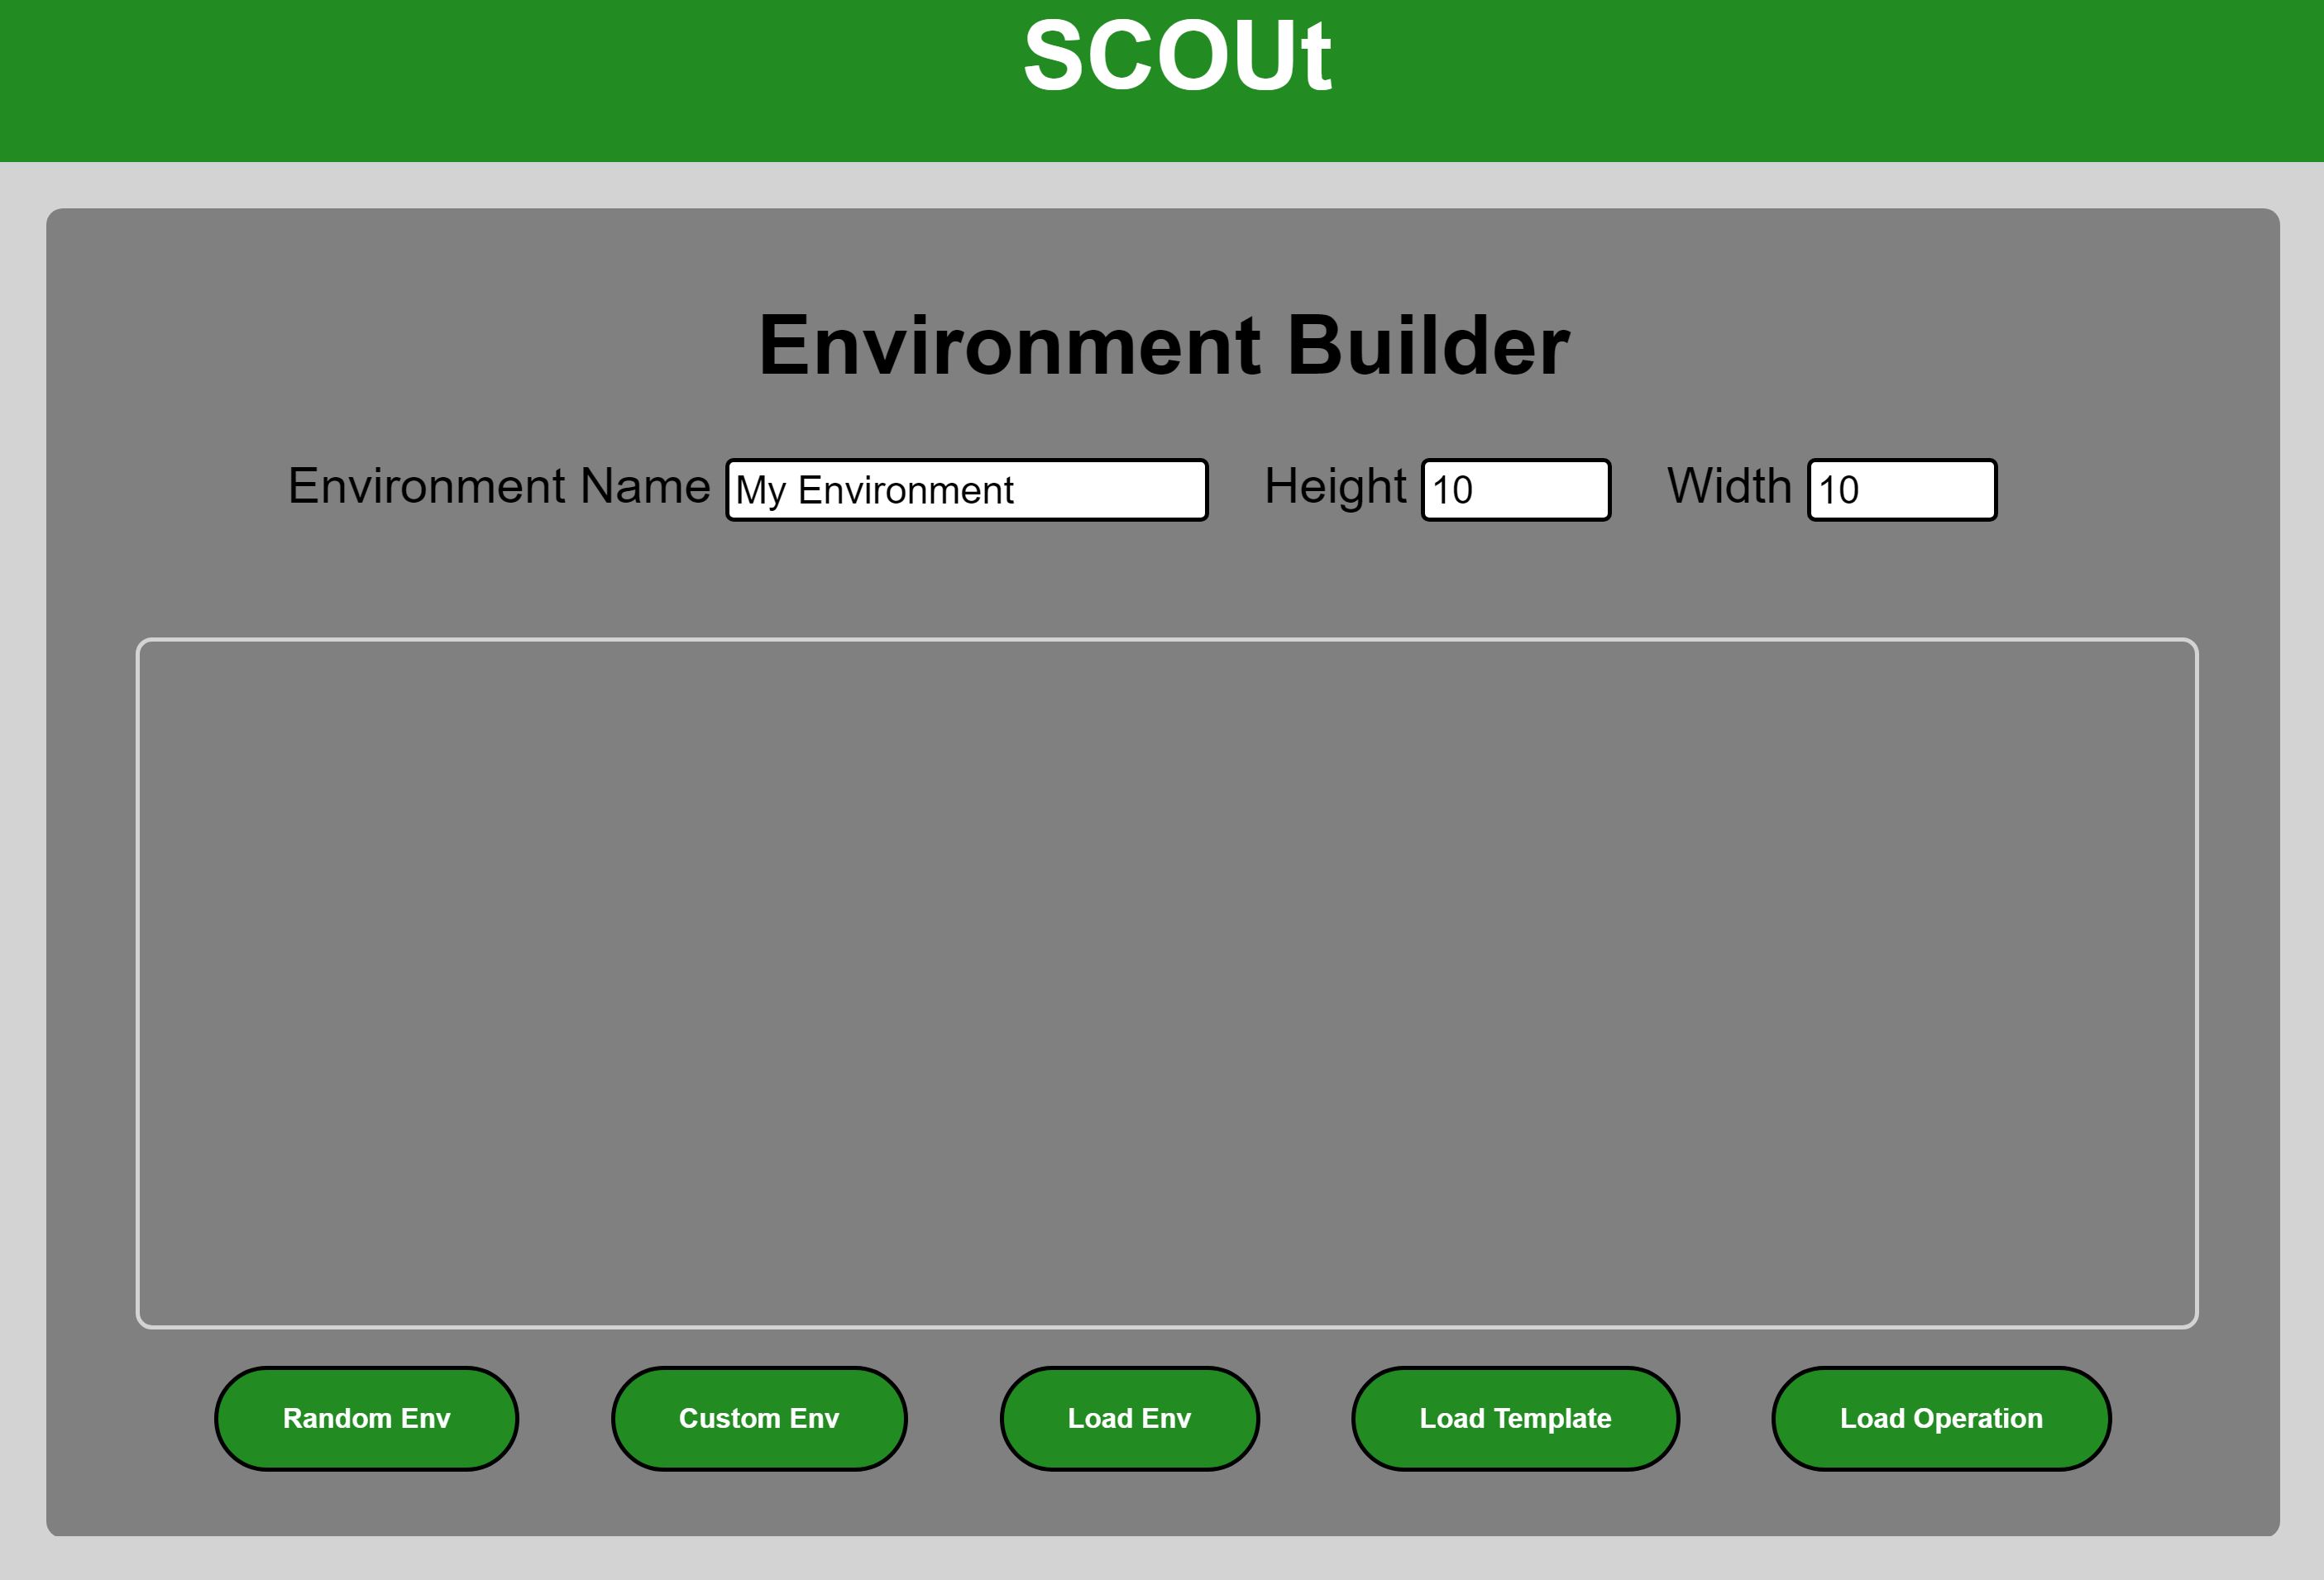 SCOUt
Environment Builder
Environment Name My Environment Height 10 Width 10
Random Env Custom Env Load Env Load Template Load Operation